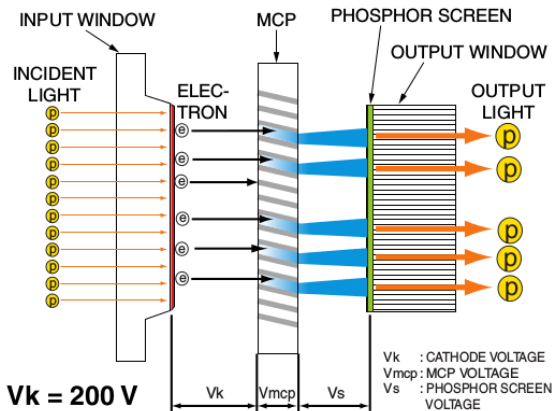 PHOSPHOR SCREEN
INPUT WINDOW
MCP
OUTPUT WINDOW
INCIDENT
LIGHT
ELEC-
TRON
OUTPUT
LIGHT
p
p
p
p
p
p
p
p
p
p
p
p
e
e
e
e
e
e
p
p
p
p
p
Vk = 200 V
Vk
Vmcp
Vs
Vk : CATHODE VOLTAGE
Vmcp : MCP VOLTAGE
Vs : PHOSPHOR SCREEN
VOLTAGE